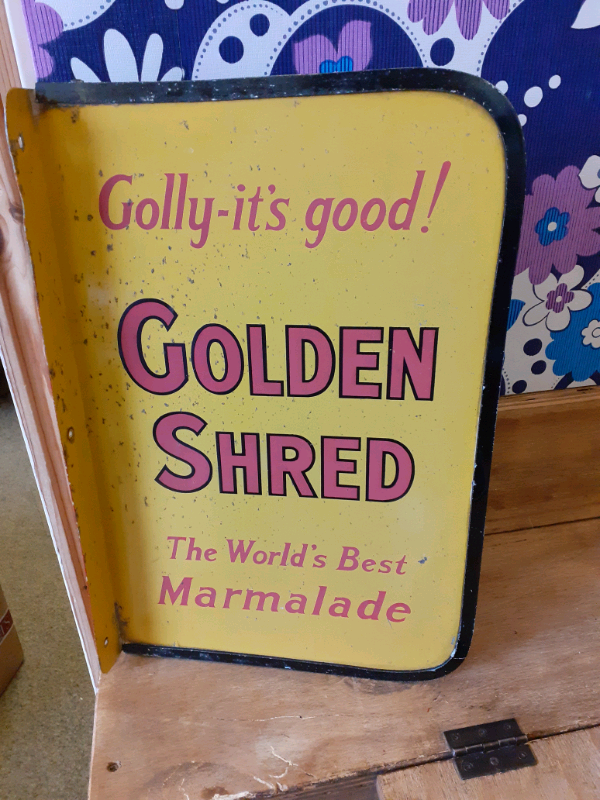 Golly-it's good!
GOLDEN
SHRED
The World's Best
Marmalade